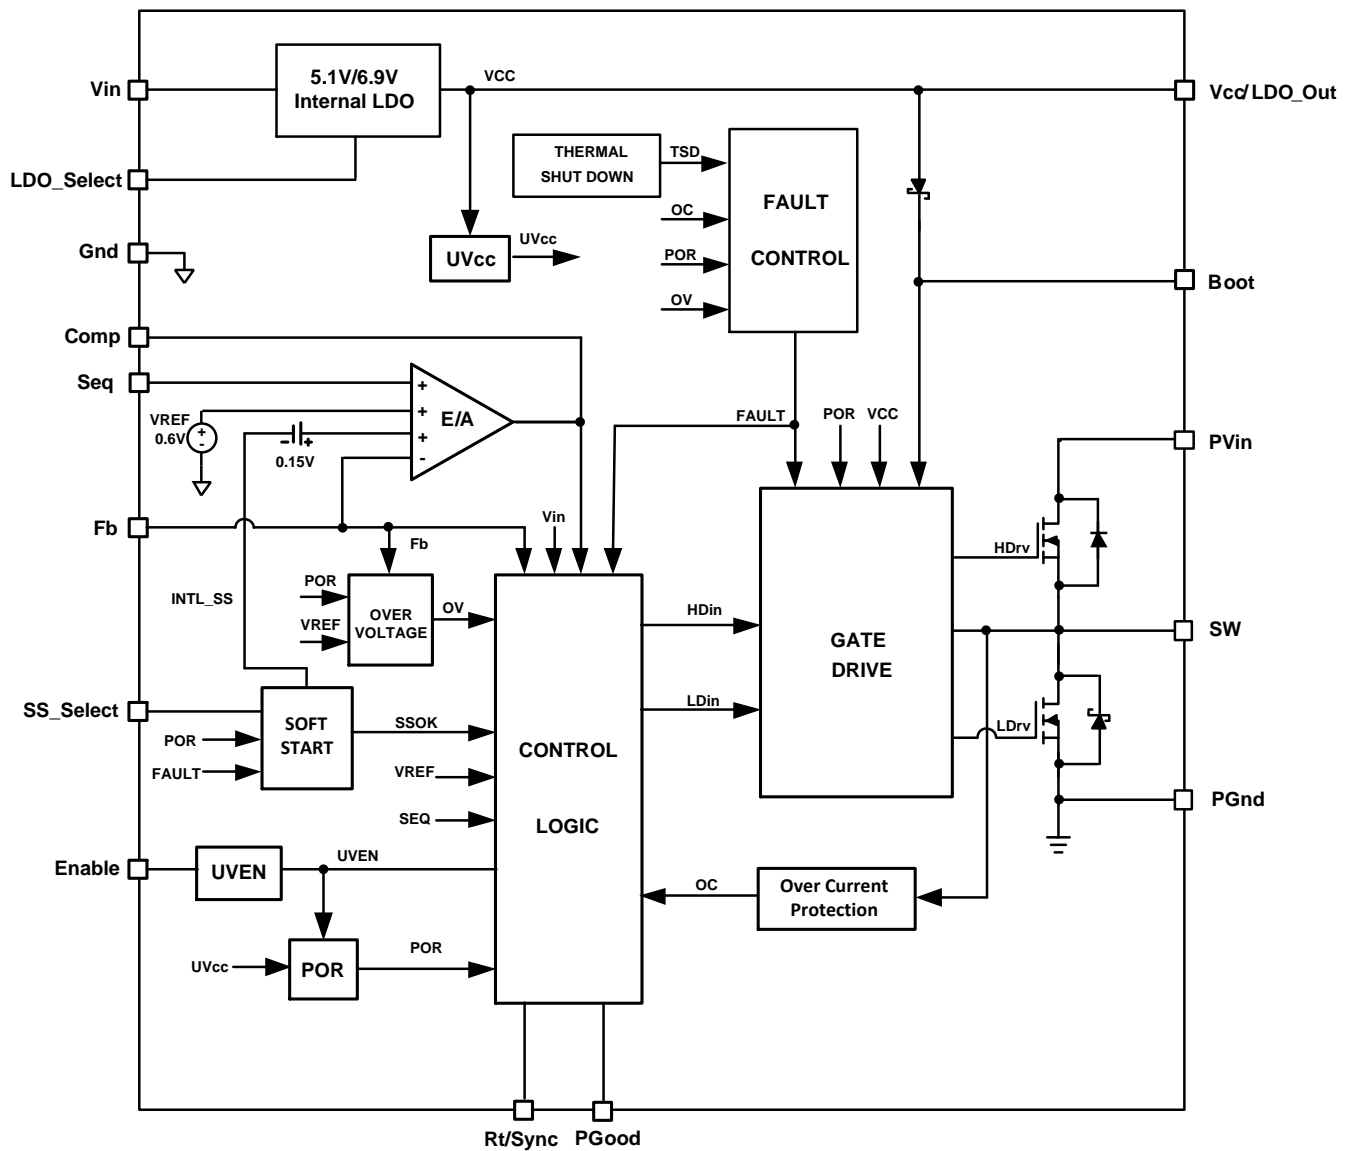 5.1V/6.9V
Internal LDO
VCC
Vin
Vcc/LDO_Out
THERMAL
SHUT DOWN
TSD
LDO_Select
FAULT
CONTROL
OC
UVcc
UVcc
POR
Gnd
OV
Boot
Comp
Seq
+
+
+
-
E/A
VREF
0.6V
+
-
- +
0.15V
FAULT
POR
VCC
PVin
Fb
Fb
Vin
HDrv
POR
VREF
OVER
VOLTAGE
OV
INTL_SS
HDin
GATE
DRIVE
SW
SS_Select
SOFT
START
SSOK
LDin
LDrv
POR
FAULT
VREF
SEQ
CONTROL
LOGIC
PGnd
Enable
UVEN
UVEN
OC
Over Current
Protection
UVcc
POR
POR
Rt/Sync
PGood